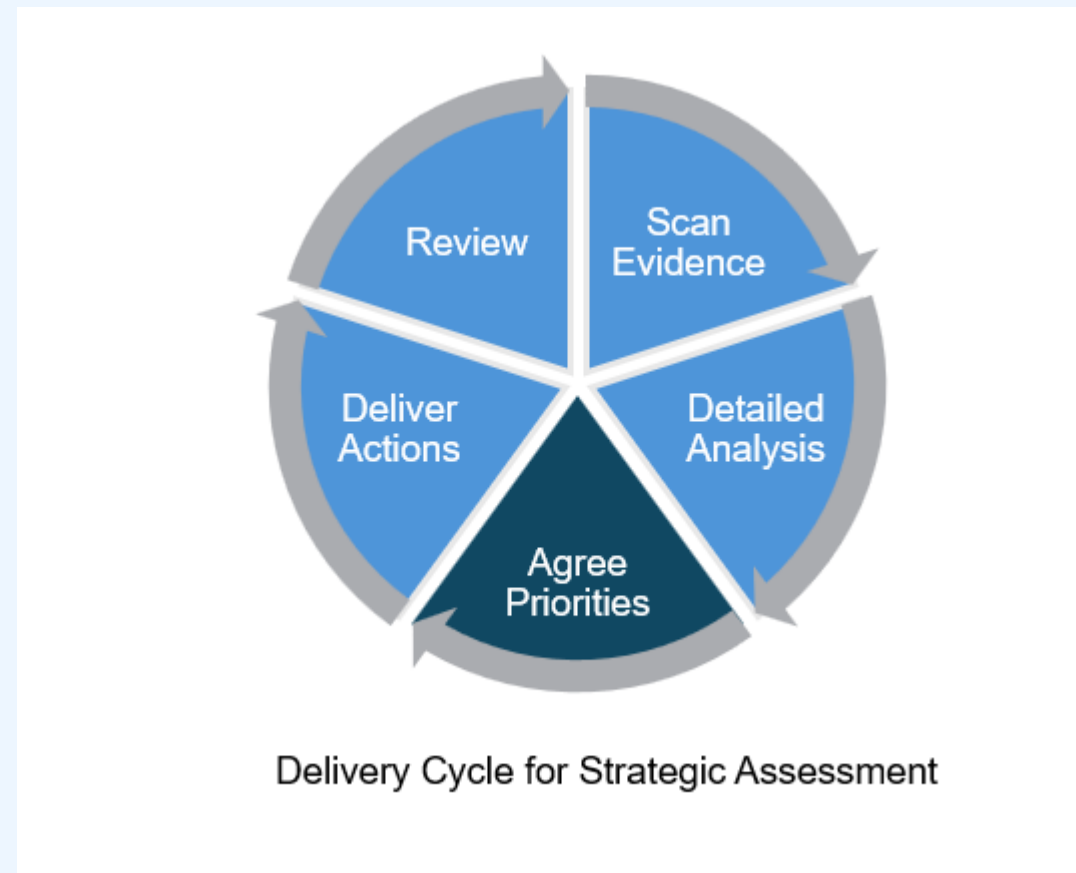 Review
Scan
Evidence
Deliver
Actions
Detailed
Analysis
Agree
Priorities
Delivery Cycle for Strategic Assessment